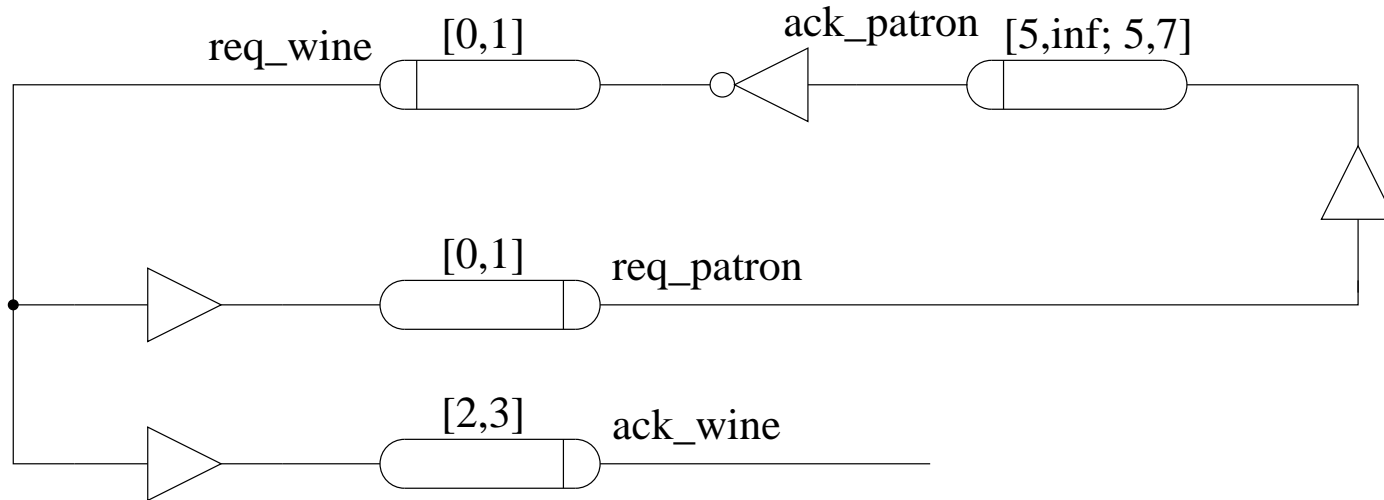 req_wine
[0,1]
ack_patron
[5,inf; 5,7]
[0,1]
req_patron
[2,3]
ack_wine